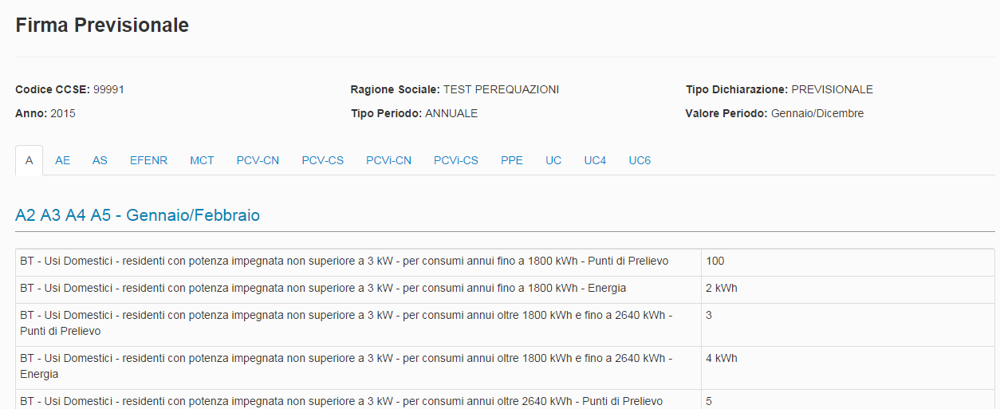 Firma Previsionale
Codice CCSE: 99991 Ragione Sociale: TEST PEREQUAZIONI Tipo Dichiarazione: PREVISIONALE
Anno: 2015 Tipo Periodo: ANNUALE Valore Periodo: Gennaio/Dicembre
A AE AS EFENR MCT PCV-CN PCV-CS PCVi-CN PCVi-CS PPE UC UC4 UC6
A2 A3 A4 A5 - Gennaio/Febbraio
BT - Usi Domestici - residenti con potenza impegnata non superiore a 3 kW - per consumi annui fino a 1800 kWh - Punti di Prelievo 100
BT - Usi Domestici - residenti con potenza impegnata non superiore a 3 kW - per consumi annui fino a 1800 kWh - Energia 2 kWh
BT - Usi Domestici - residenti con potenza impegnata non superiore a 3 kW - per consumi annui oltre 1800 kWh e fino a 2640 kWh - 3
Punti di Prelievo
BT - Usi Domestici - residenti con potenza impegnata non superiore a 3 kW - per consumi annui oltre 1800 kWh e fino a 2640 kWh - 4 kWh
Energia
BT - Usi Domestici - residenti con potenza impegnata non superiore a 3 kW - per consumi annui oltre 2640 kWh - Punti di Prelievo 5